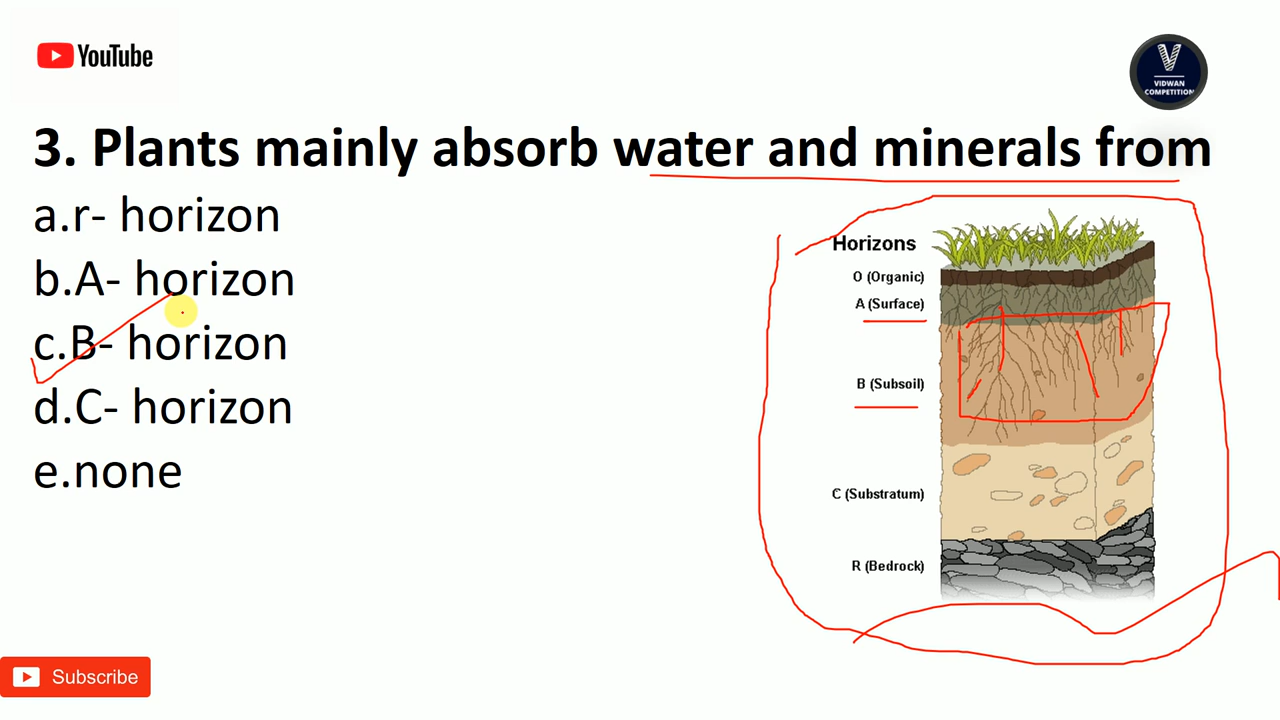 YouTube
V
VIDWAN
COMPETITION
3. Plants mainly absorb water and minerals from
a.r- horizon
b.A- horizon
c.B- horizon
d.C- horizon
e.none
Horizons
O (Organic)
A (Surface)
B (Subsoil)
C (Substratum)
R (Bedrock)
Subscribe